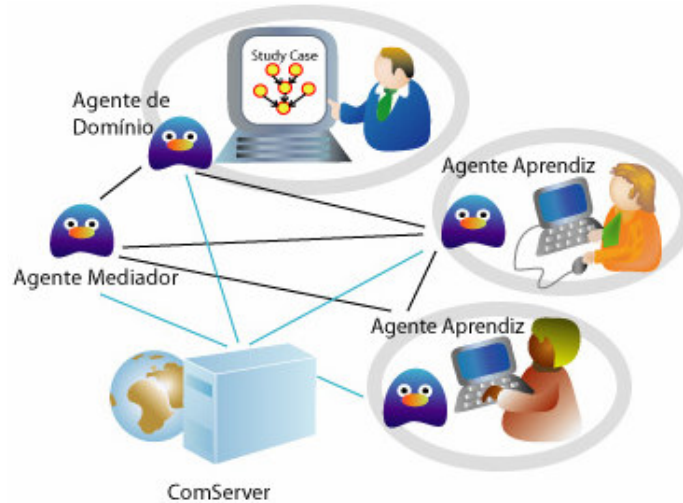 Study Case
Agente de
Domínio
Agente Aprendiz
Agente Mediador
Agente Aprendiz
ComServer